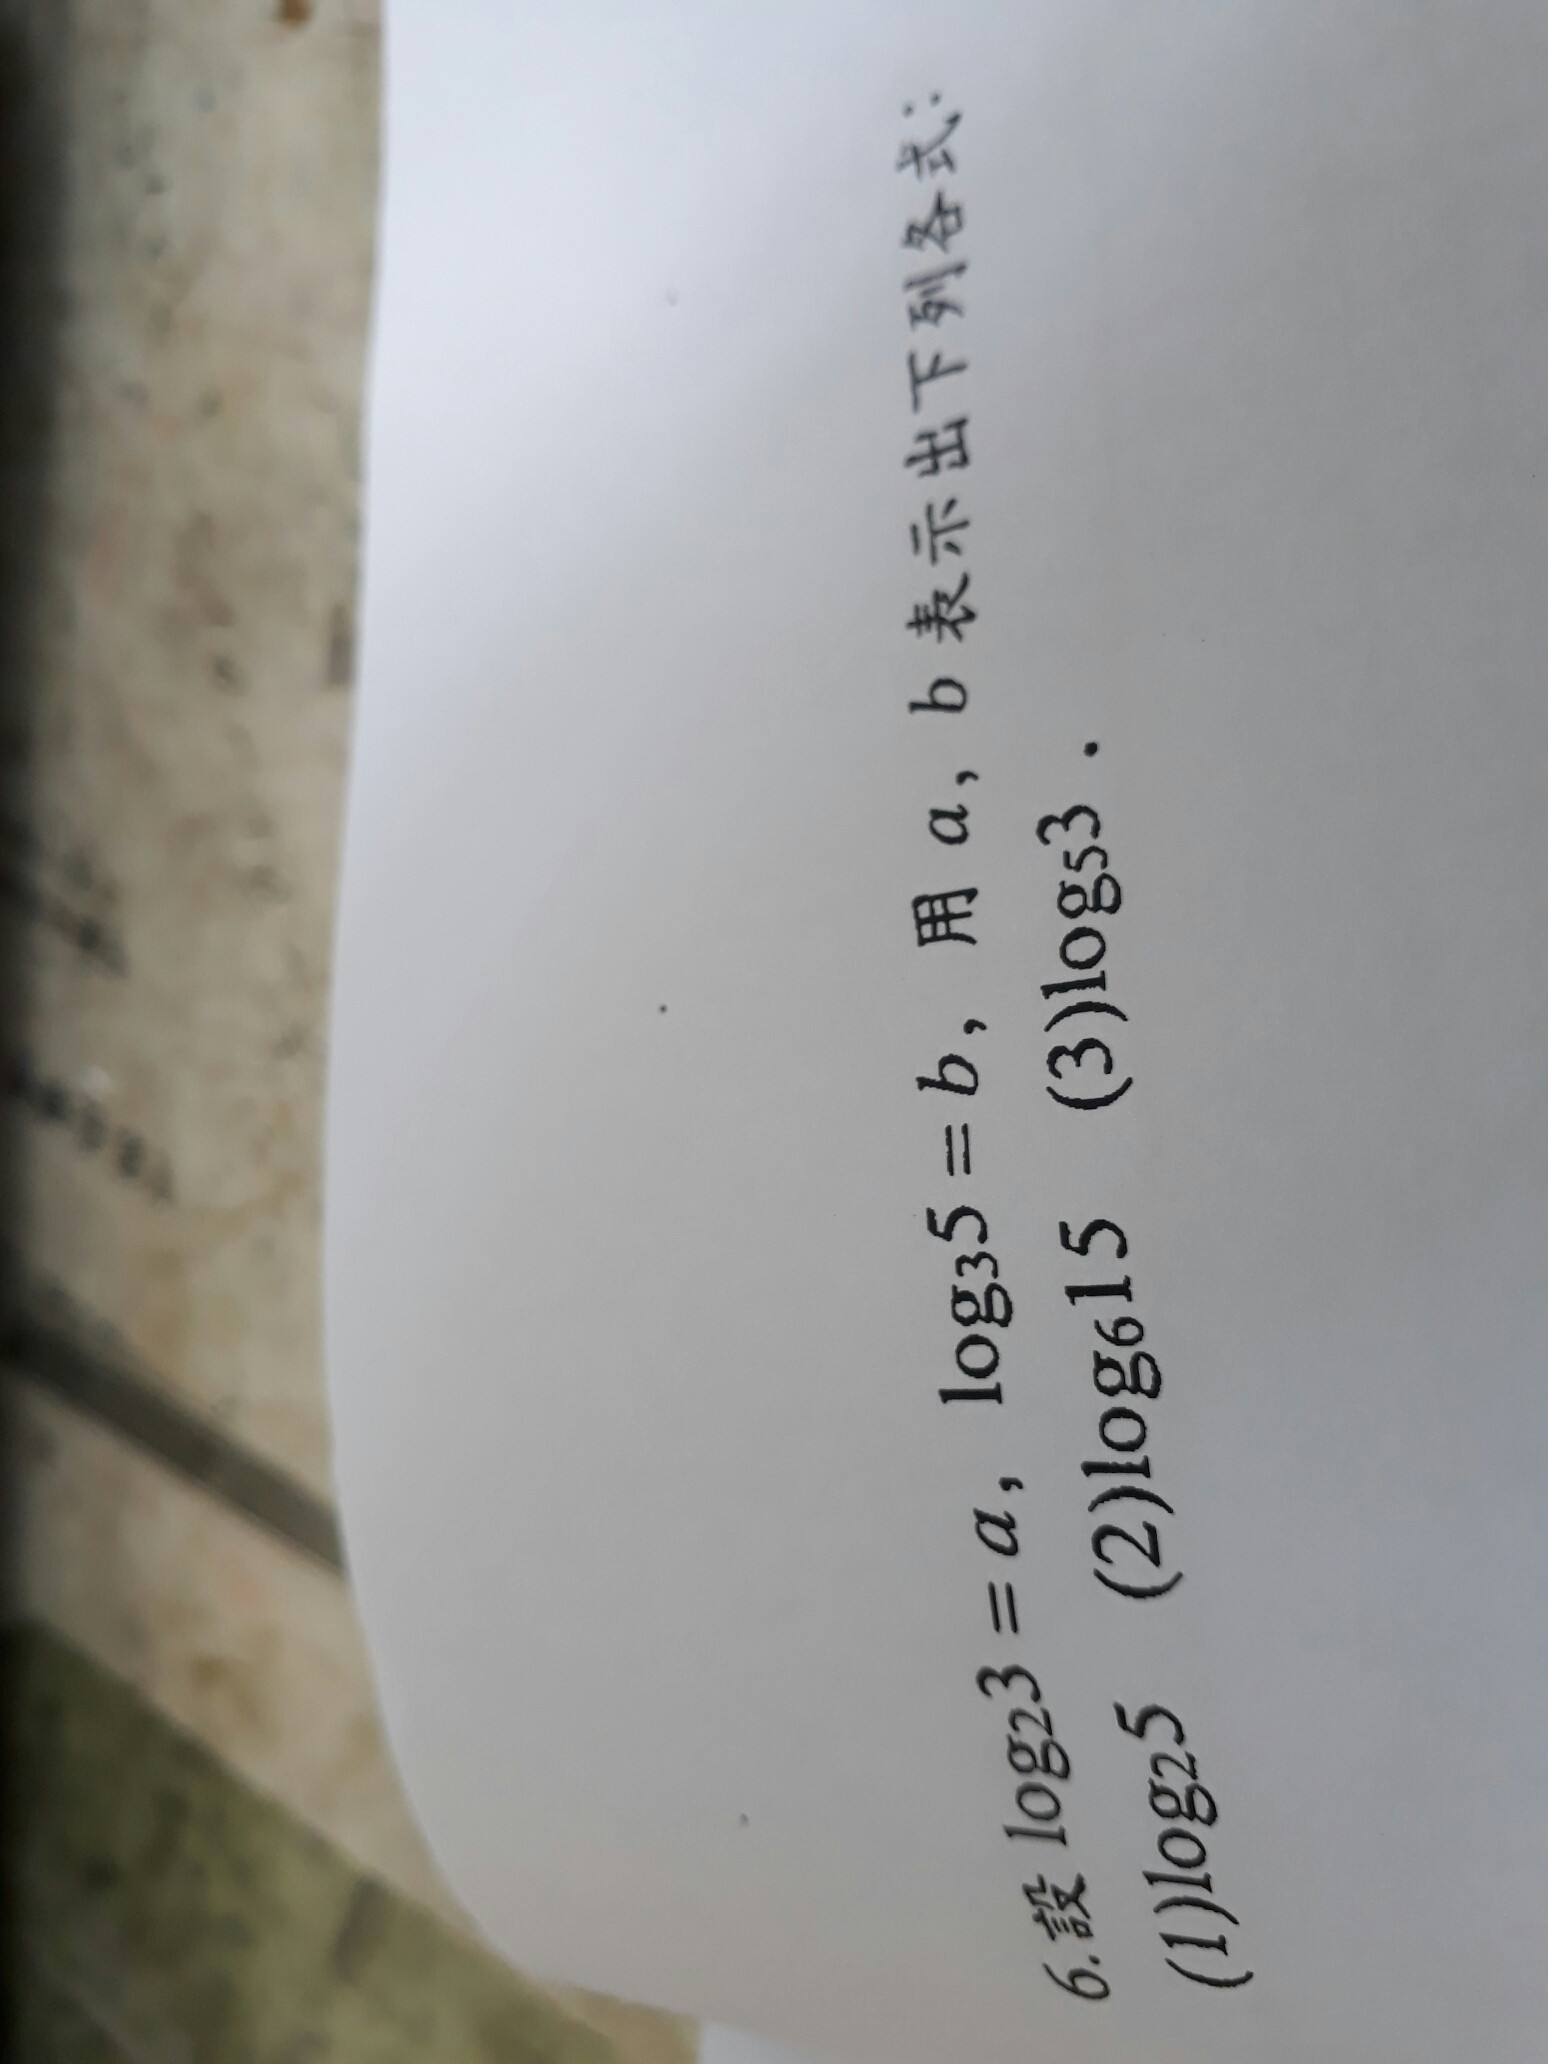 6.設 log₂3 = a, log₃5 = b, 用 a, b 表示出下列各式:
(1)log₂5 (2)log₆15 (3)log₅3.